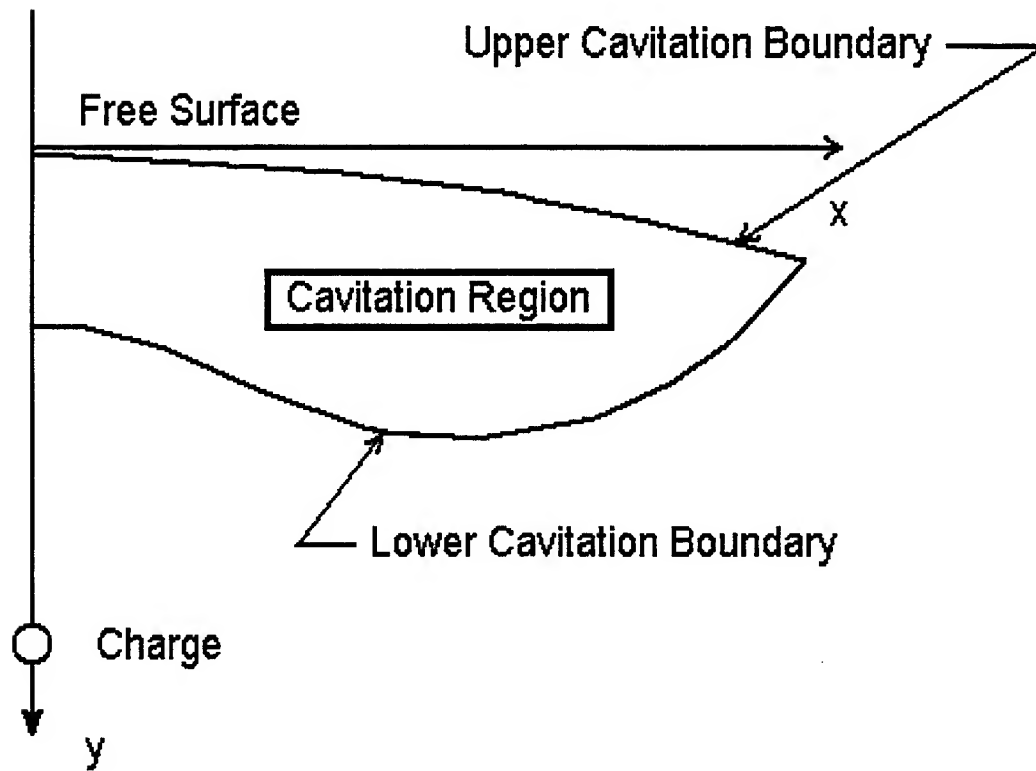 Upper Cavitation Boundary
Free Surface
x
Cavitation Region
Lower Cavitation Boundary
Charge
y